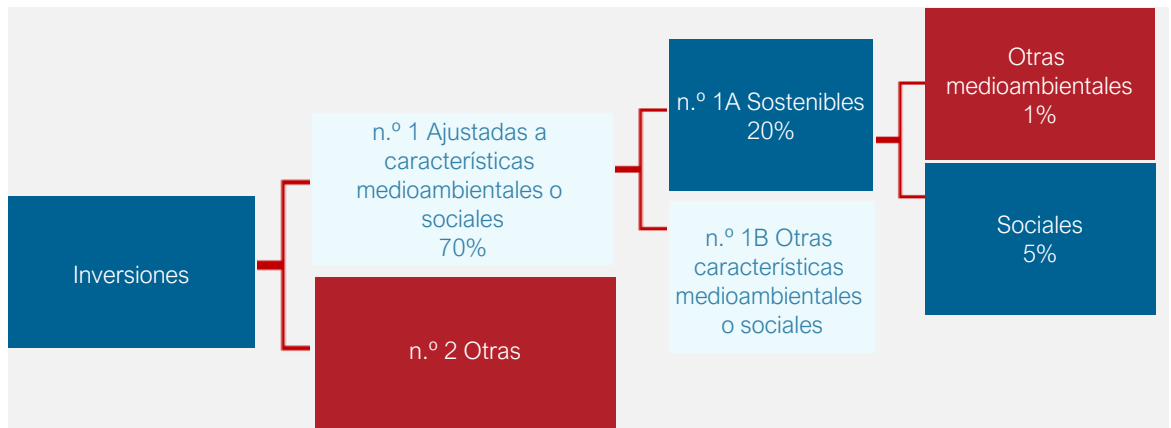 Inversiones
n.º 1 Ajustadas a
características
medioambientales o
sociales
70%
n.º 2 Otras
n.º 1A Sostenibles
20%
n.º 1B Otras
características
medioambientales
o sociales
Otras
medioambientales
1%
Sociales
5%